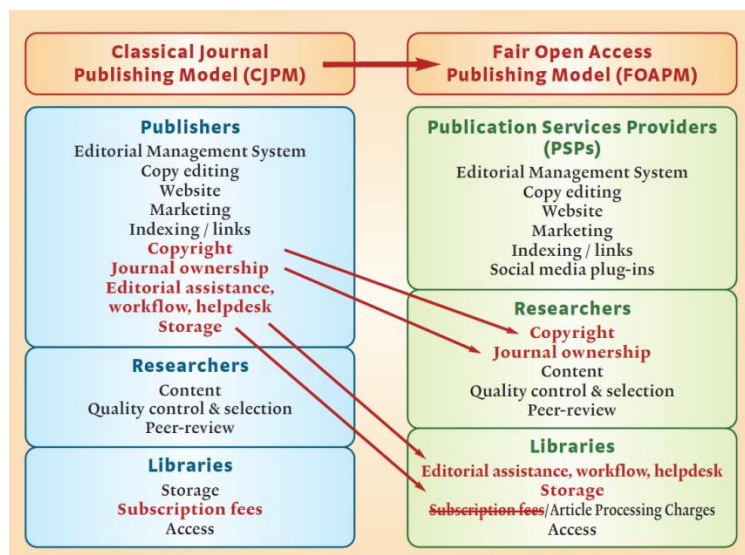 Classical Journal
Publishing Model (CJPM)
Fair Open Access
Publishing Model (FOAPM)
Publishers
Editorial Management System
Copy editing
Website
Marketing
Indexing / links
Copyright
Journal ownership
Editorial assistance,
workflow, helpdesk
Storage
Researchers
Content
Quality control & selection
Peer-review
Libraries
Storage
Subscription fees
Access
Publication Services Providers
(PSPs)
Editorial Management System
Copy editing
Website
Marketing
Indexing / links
Social media plug-ins
Researchers
Copyright
Journal ownership
Content
Quality control & selection
Peer-review
Libraries
Editorial assistance, workflow, helpdesk
Storage
Subscription fees/Article Processing Charges
Access